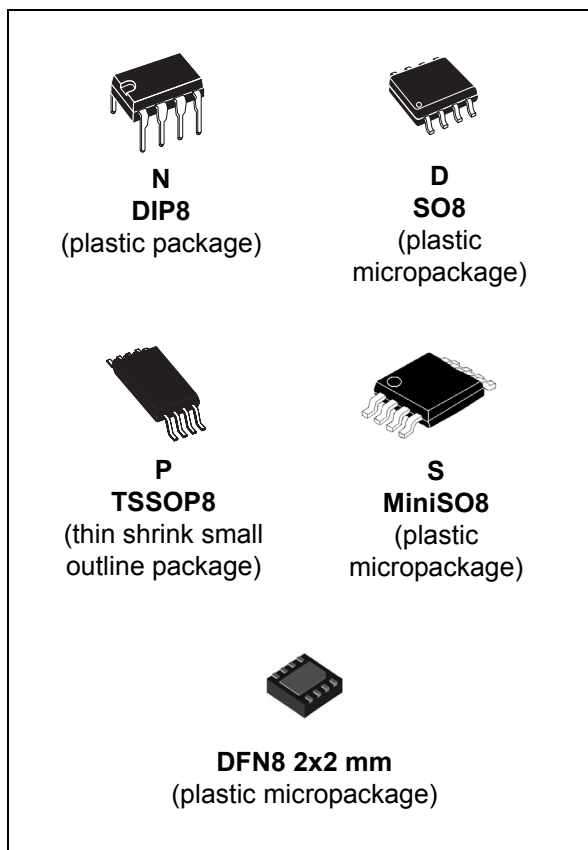 N
DIP8
(plastic package)
D
SO8
(plastic
micropackage)
P
TSSOP8
(thin shrink small
outline package)
S
MiniSO8
(plastic
micropackage)
DFN8 2x2 mm
(plastic micropackage)